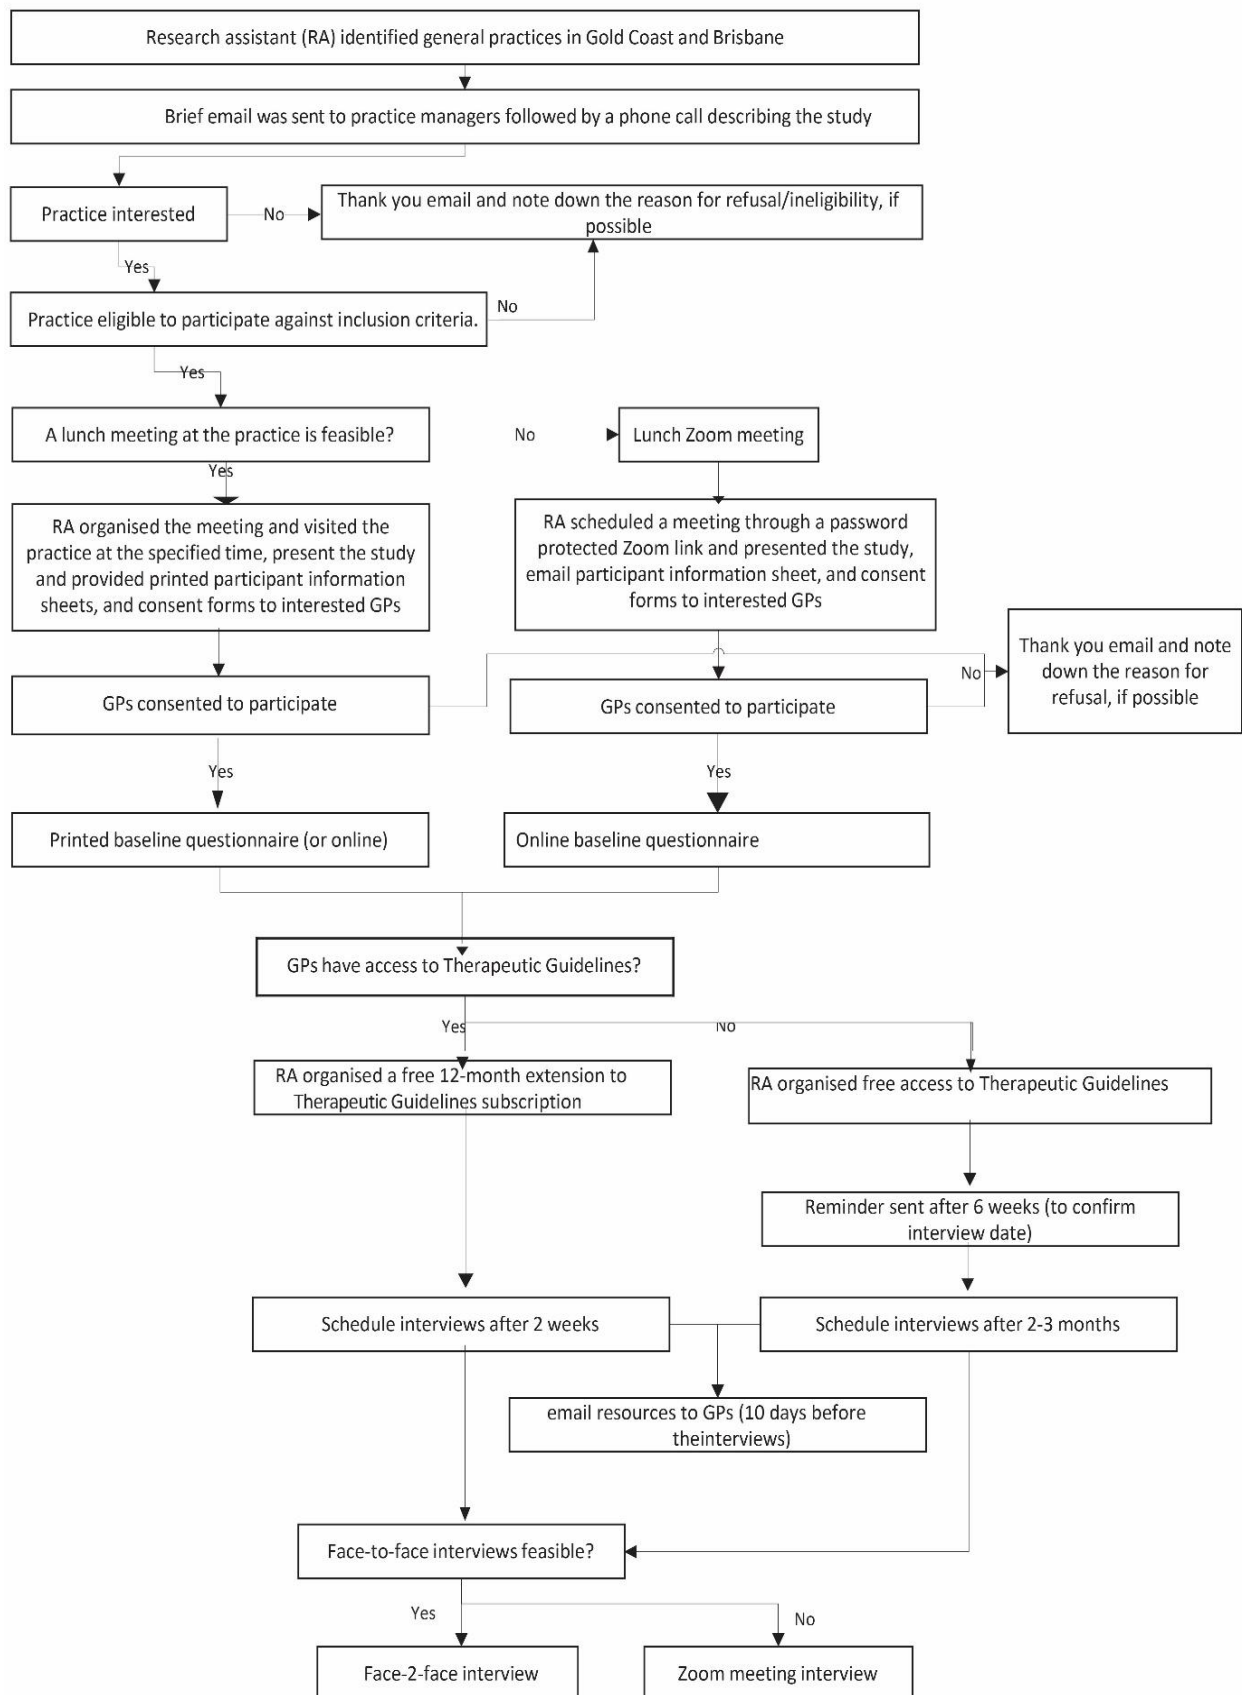 Research assistant (RA) identified general practices in Gold Coast and Brisbane
Brief email was sent to practice managers followed by a phone call describing the study
Practice interested
No
Thank you email and note down the reason for refusal/ineligibility, if
possible
Yes
Practice eligible to participate against inclusion criteria.
No
Yes
A lunch meeting at the practice is feasible?
No
Lunch Zoom meeting
Yes
RA organised the meeting and visited the
practice at the specified time, present the study
and provided printed participant information
sheets, and consent forms to interested GPs
RA scheduled a meeting through a password
protected Zoom link and presented the study,
email participant information sheet, and consent
forms to interested GPs
GPs consented to participate
GPs consented to participate
No
Thank you email and note
down the reason for
refusal, if possible
Yes
Yes
Printed baseline questionnaire (or online)
Online baseline questionnaire
GPs have access to Therapeutic Guidelines?
Yes
No
RA organised a free 12-month extension to
Therapeutic Guidelines subscription
RA organised free access to Therapeutic Guidelines
Reminder sent after 6 weeks (to confirm
interview date)
Schedule interviews after 2 weeks
Schedule interviews after 2-3 months
email resources to GPs (10 days before
theinterviews)
Face-to-face interviews feasible?
Yes
No
Face-2-face interview
Zoom meeting interview